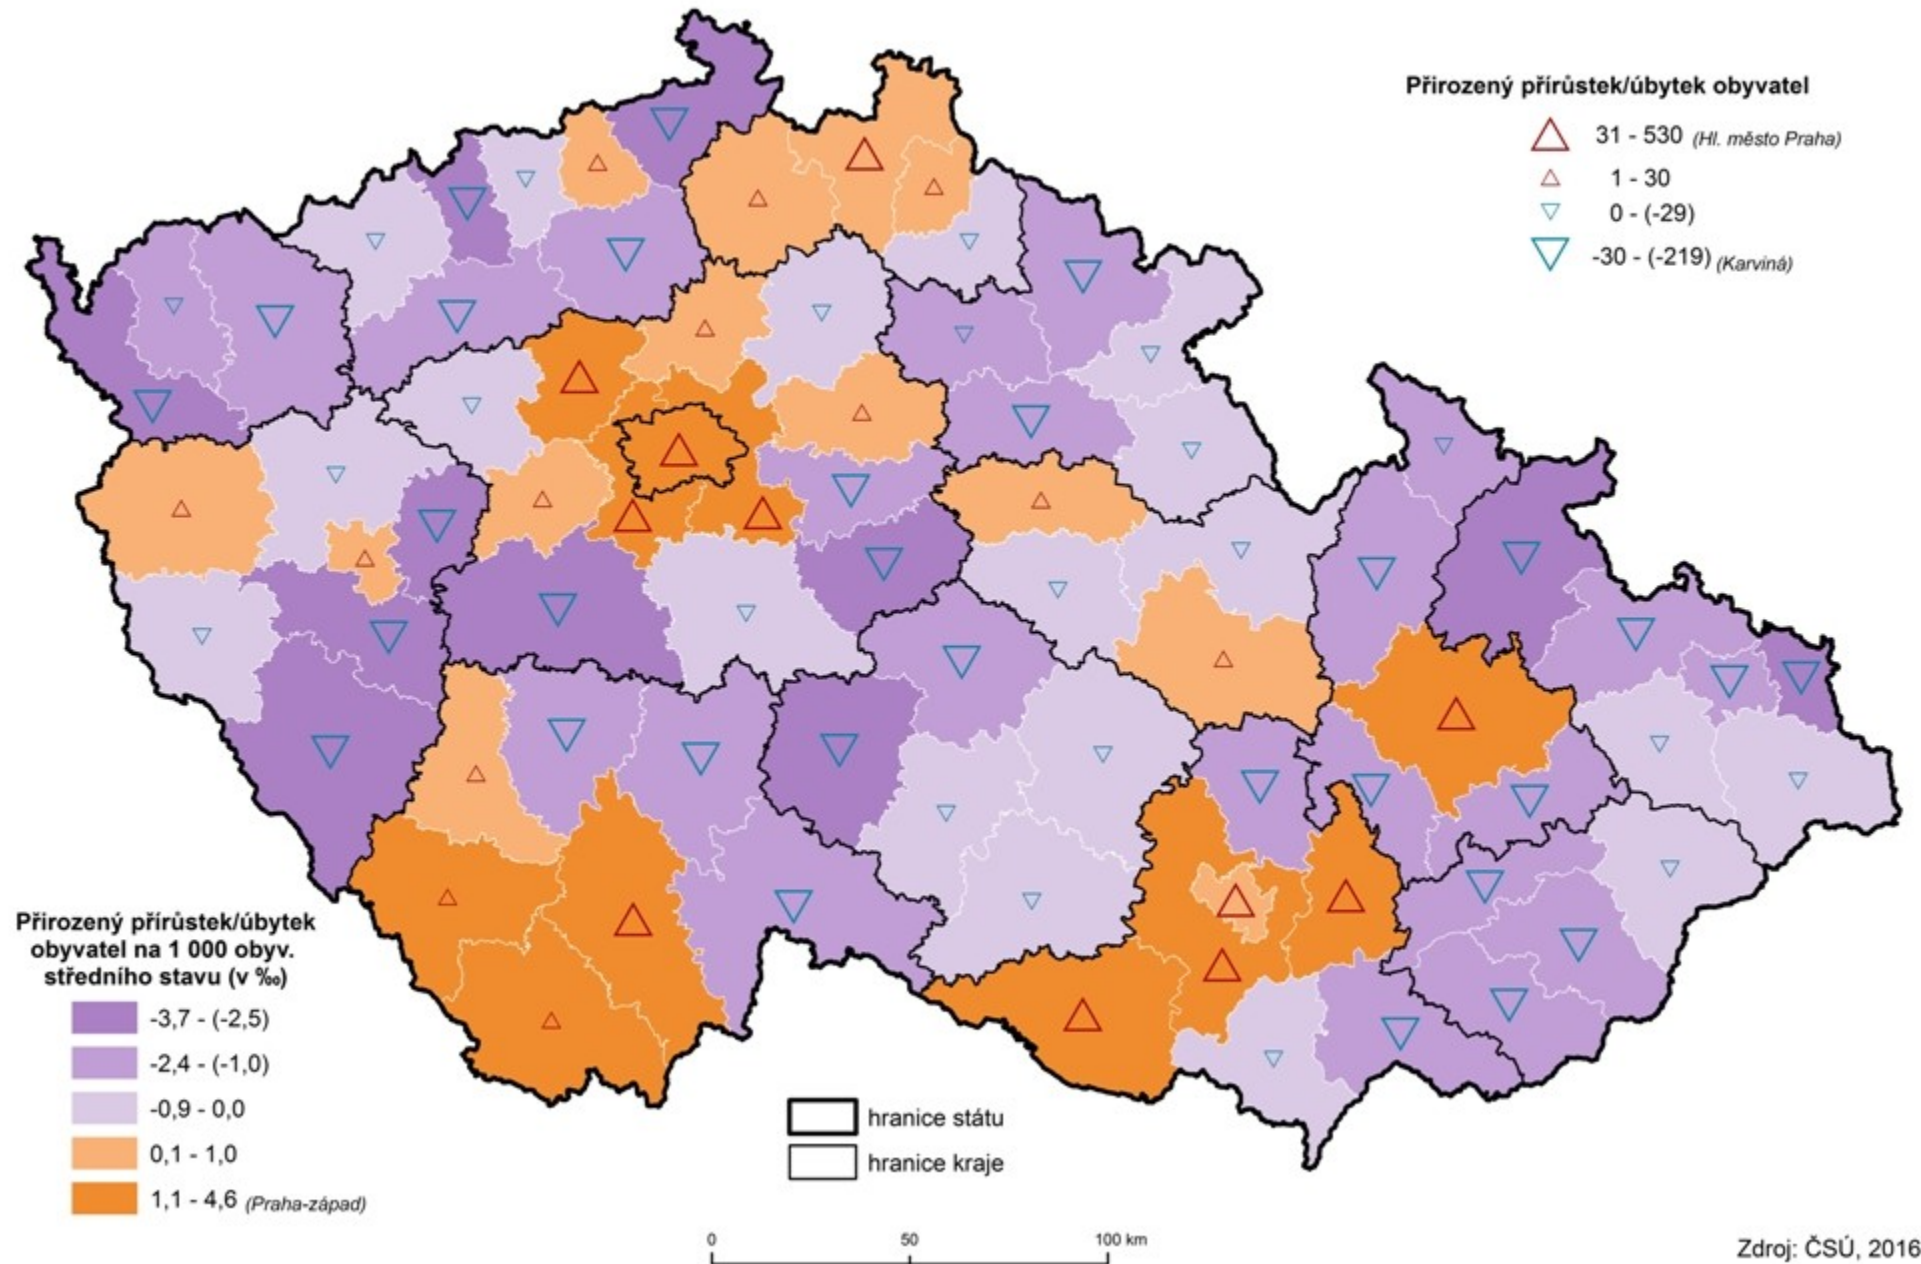 Přirozený přírůstek/úbytek obyvatel
31 - 530 (Hl. město Praha)
1 - 30
0 - (-29)
-30 - (-219) (Karviná)
Přirozený přírůstek/úbytek
obyvatel na 1 000 obyv.
středního stavu (v ‰)
-3,7 - (-2,5)
-2,4 - (-1,0)
-0,9 - 0,0
0,1 - 1,0
1,1 - 4,6 (Praha-západ)
hranice státu
hranice kraje
0 50 100 km
Zdroj: ČSÚ, 2016